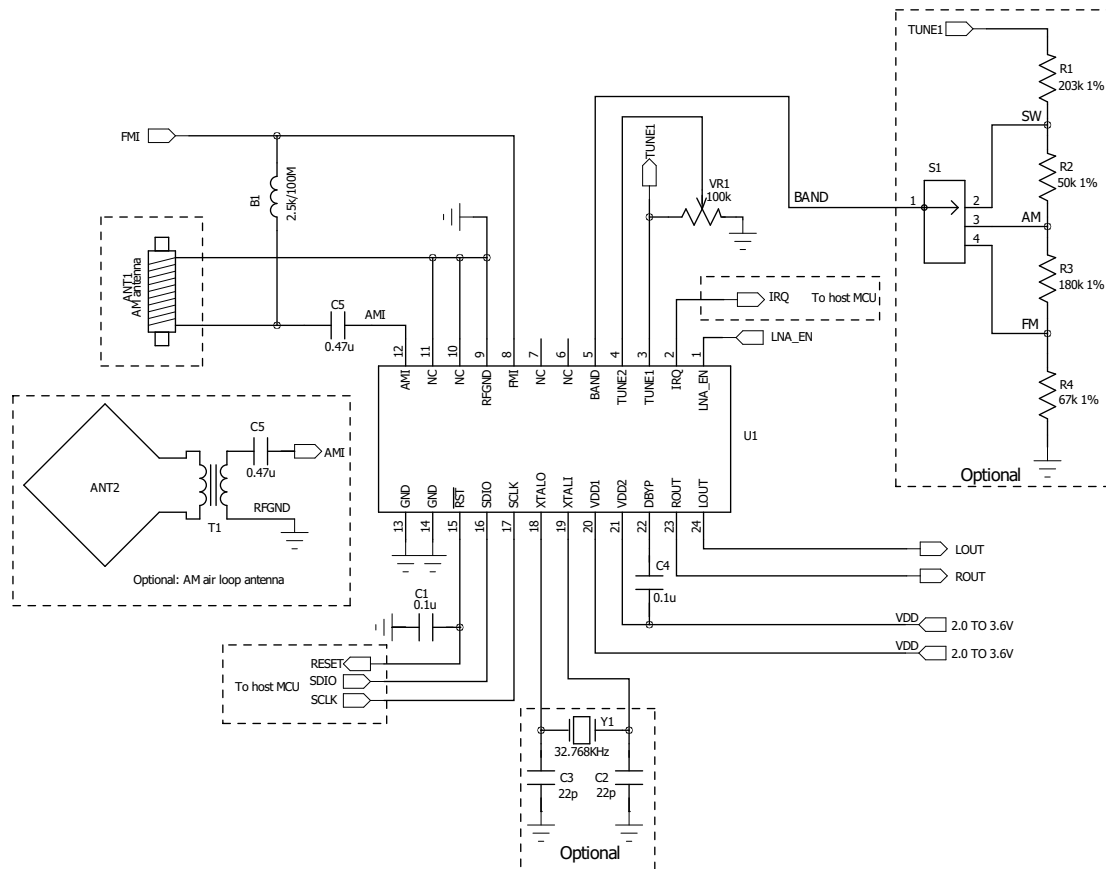 TUNE1
R1
203k 1%
SW
R2
50k 1%
S1
BAND
1
2
3
4
AM
R3
180k 1%
FM
R4
67k 1%
Optional
FMI
B1
2.5k/100M
TUNE1
VR1
100k
ANT1
AM antenna
C5
0.47u
AMI
IRQ
To host MCU
LNA_EN
12
11
10
9
8
7
6
5
4
3
2
1
AMI
NC
NC
RFGND
FMI
NC
NC
BAND
TUNE2
TUNE1
IRQ
LNA_EN
U1
GND
GND
RST
SDIO
SCLK
XTALO
XTALI
VDD1
VDD2
DBYP
ROUT
LOUT
13
14
15
16
17
18
19
20
21
22
23
24
ANT2
T1
C5
0.47u
AMI
RFGND
Optional: AM air loop antenna
LOUT
ROUT
C4
0.1u
C1
0.1u
VDD
2.0 TO 3.6V
VDD
2.0 TO 3.6V
To host MCU
RESET
SDIO
SCLK
Y1
32.768KHz
C3
22p
C2
22p
Optional